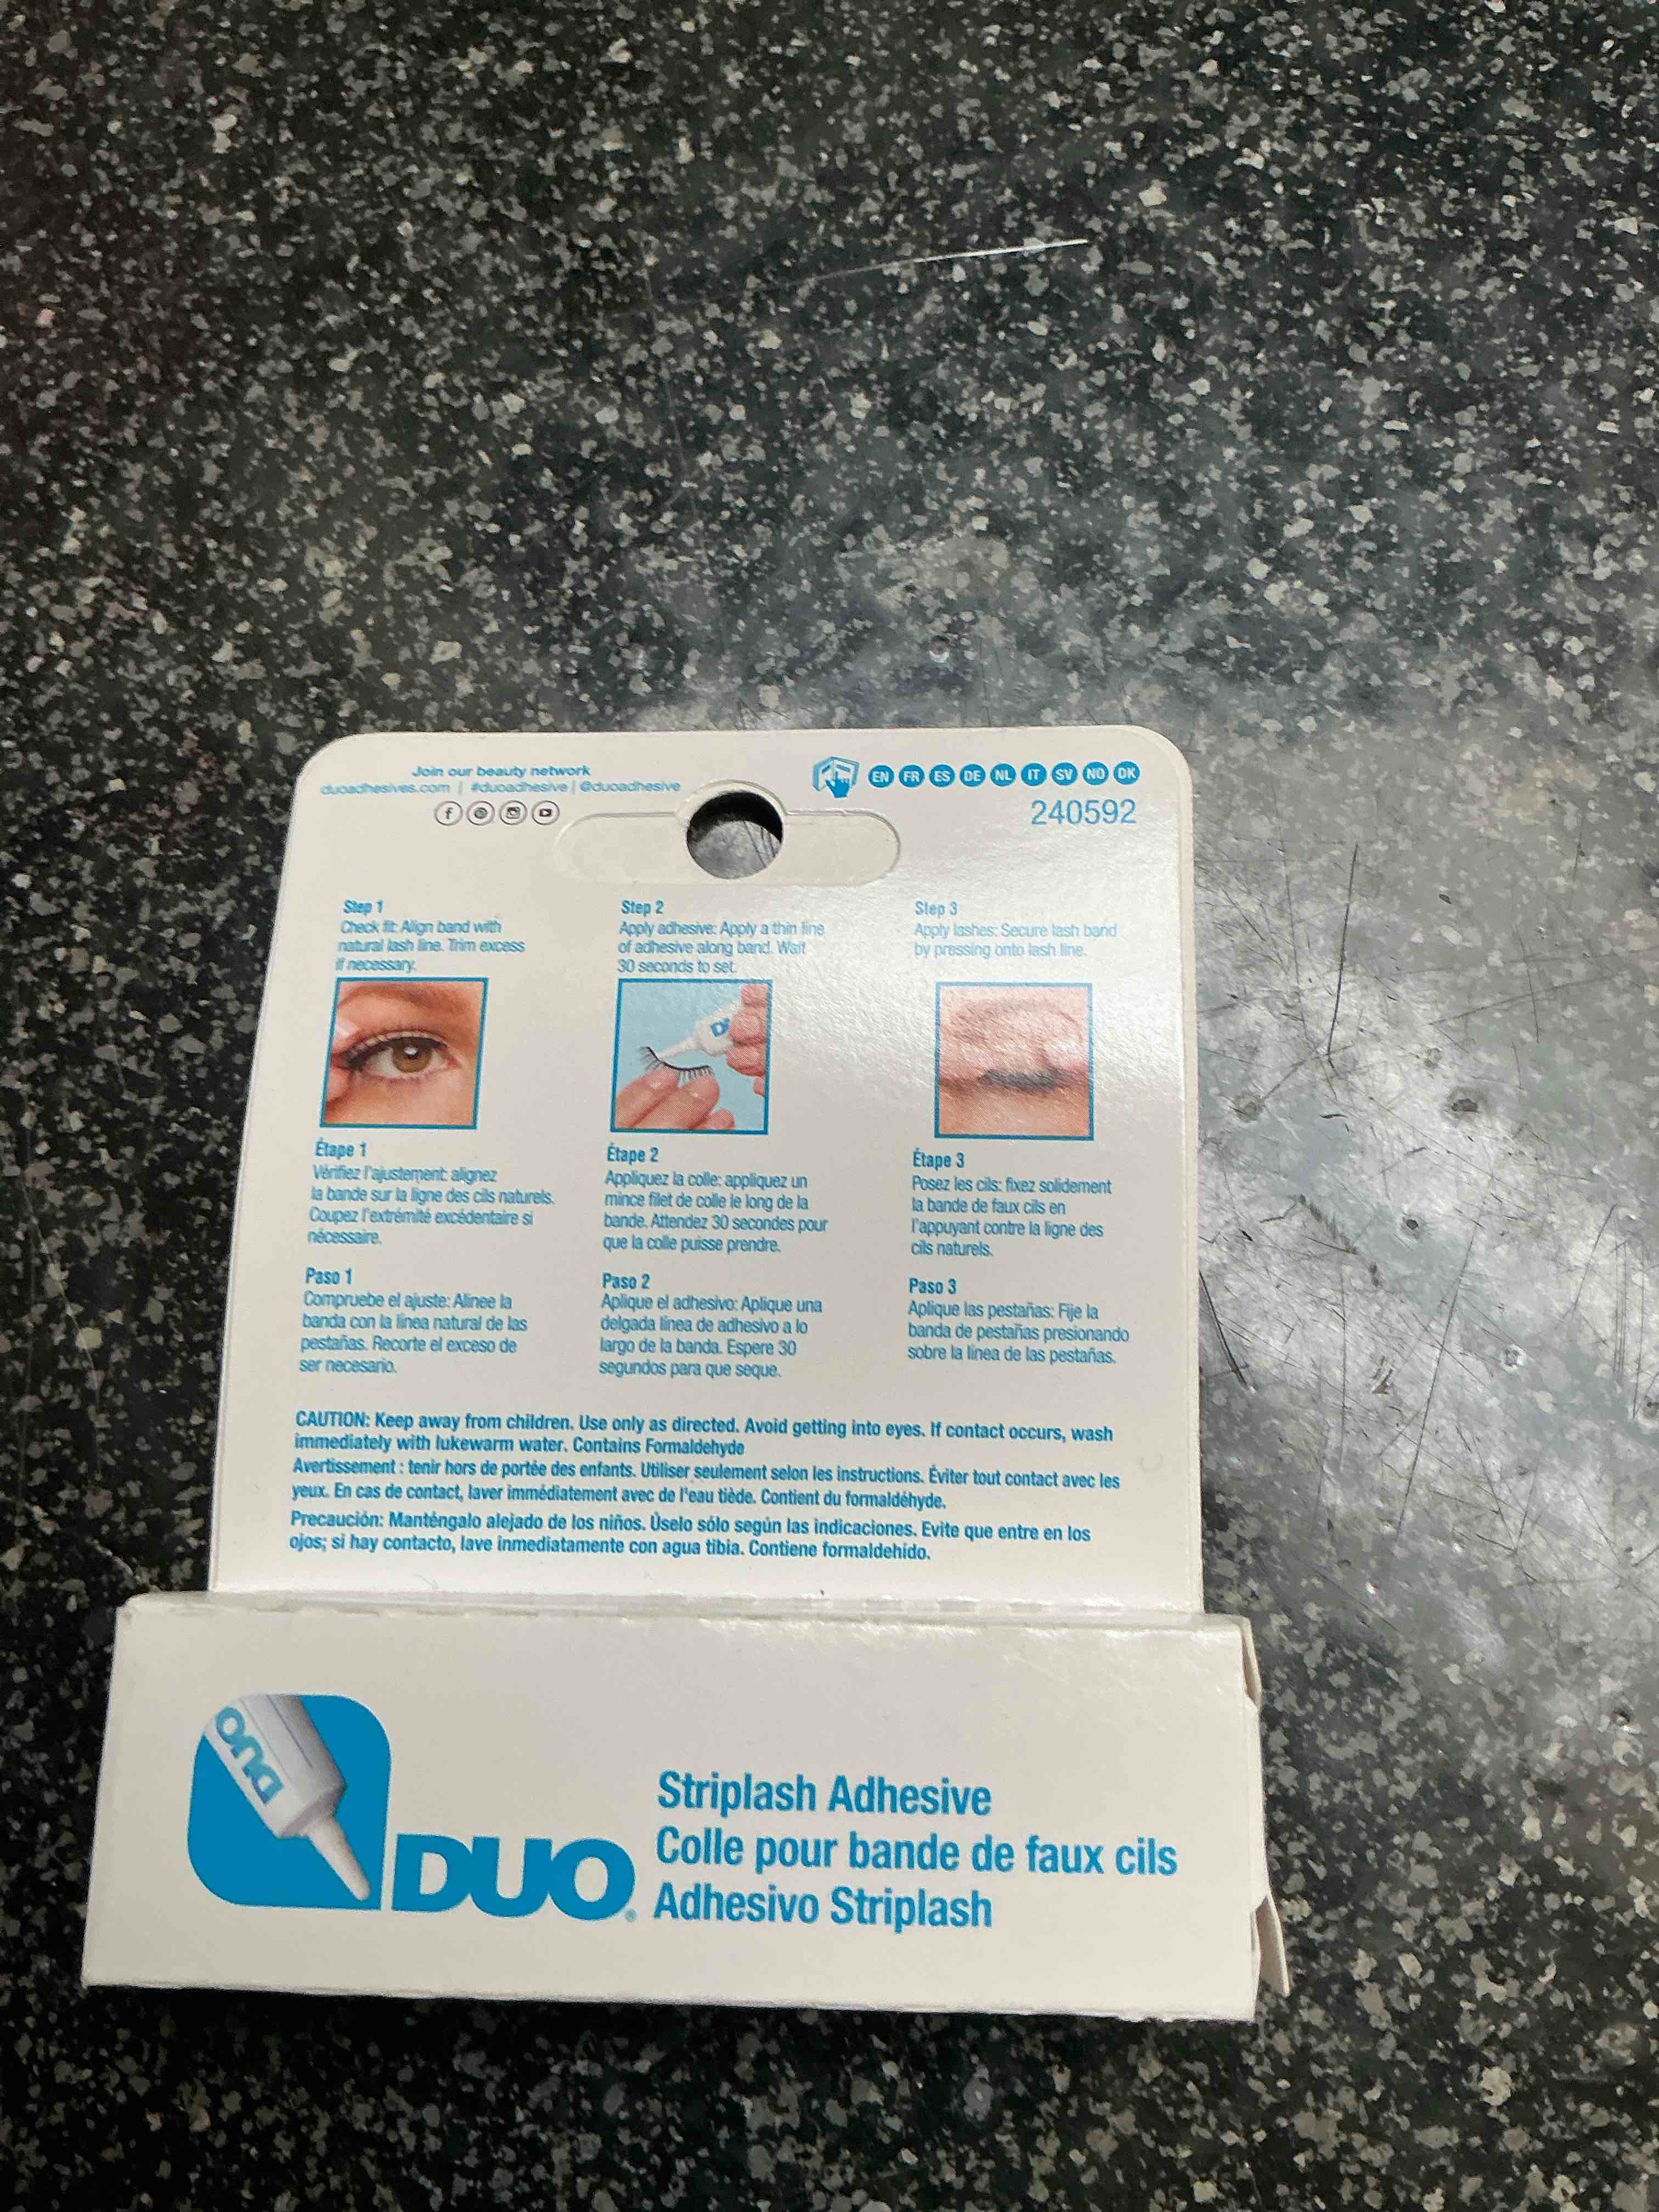 Join our beauty network
duoadhesives.com | #duoadhesive | @duoadhesive
EN FR ES DE NL IT SV NO DK
240592
Step 1
Check fit: Align band with
natural lash line. Trim excess
if necessary.
Step 2
Apply adhesive: Apply a thin line
of adhesive along band. Wait
30 seconds to set.
Step 3
Apply lashes: Secure lash band
by pressing onto lash line.
DU
Étape 1
Vérifiez l'ajustement: alignez
la bande sur la ligne des cils naturels.
Coupez l'extrémité excédentaire si
nécessaire.
Étape 2
Appliquez la colle: appliquez un
mince filet de colle le long de la
bande. Attendez 30 secondes pour
que la colle puisse prendre.
Étape 3
Posez les cils: fixez solidement
la bande de faux cils en
l'appuyant contre la ligne des
cils naturels.
Paso 1
Compruebe el ajuste: Alinee la
banda con la línea natural de las
pestañas. Recorte el exceso de
ser necesario.
Paso 2
Aplique el adhesivo: Aplique una
delgada línea de adhesivo a lo
largo de la banda. Espere 30
segundos para que seque.
Paso 3
Aplique las pestañas: Fije la
banda de pestañas presionando
sobre la línea de las pestañas.
CAUTION: Keep away from children. Use only as directed. Avoid getting into eyes. If contact occurs, wash
immediately with lukewarm water. Contains Formaldehyde
Avertissement : tenir hors de portée des enfants. Utiliser seulement selon les instructions. Éviter tout contact avec les
yeux. En cas de contact, laver immédiatement avec de l'eau tiède. Contient du formaldéhyde.
Precaución: Manténgalo alejado de los niños. Úselo sólo según las indicaciones. Evite que entre en los
ojos; si hay contacto, lave inmediatamente con agua tibia. Contiene formaldehído.
DUO
DUO®
Striplash Adhesive
Colle pour bande de faux cils
Adhesivo Striplash